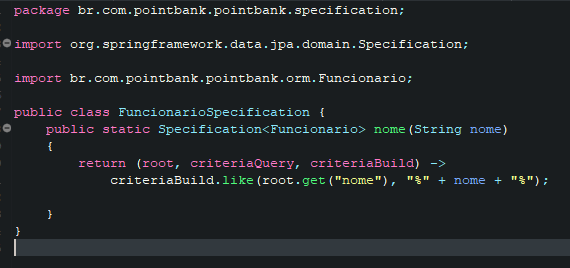 package br.com.pointbank.pointbank.specification;
import org.springframework.data.jpa.domain.Specification;
import br.com.pointbank.pointbank.orm.Funcionario;
public class FuncionarioSpecification {
public static Specification<Funcionario> nome(String nome)
{
return (root, criteriaQuery, criteriaBuild) ->
criteriaBuild.like(root.get("nome"), "%" + nome + "%");
}
}